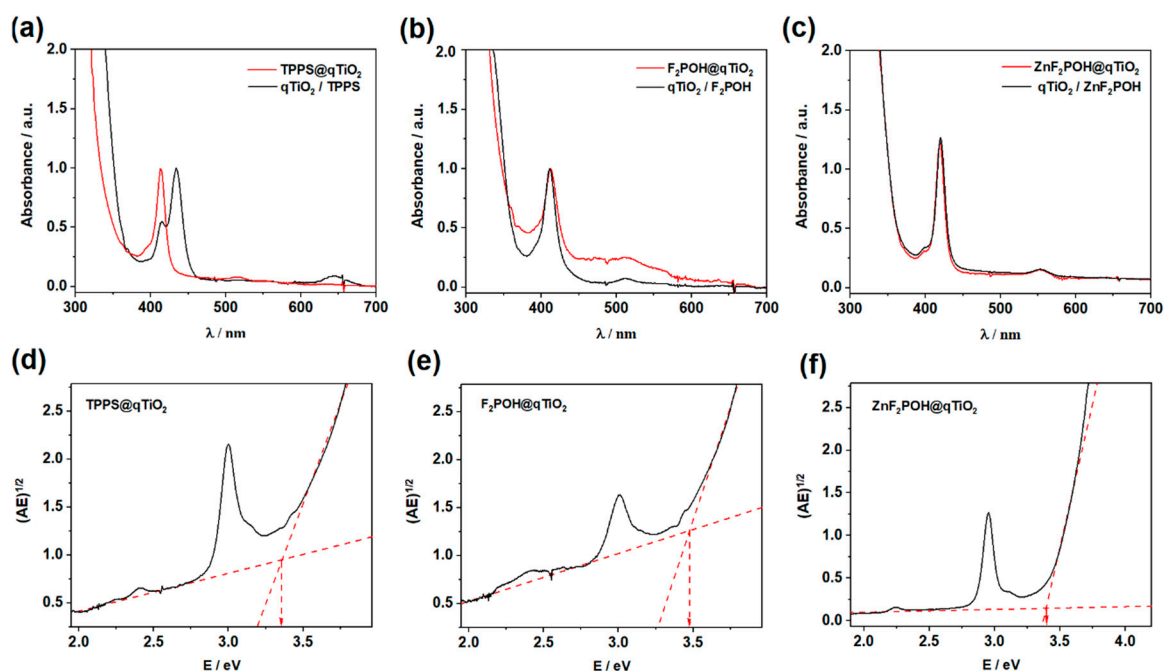 (a)
2.0
1.5
1.0
0.5
0.0
Absorbance / a.u.
TPPS@qTiO₂
qTiO₂ / TPPS
300 400 500 600 700
λ / nm
(b)
2.0
1.5
1.0
0.5
0.0
Absorbance / a.u.
F₂POH@qTiO₂
qTiO₂ / F₂POH
300 400 500 600 700
λ / nm
(c)
2.0
1.5
1.0
0.5
0.0
Absorbance / a.u.
ZnF₂POH@qTiO₂
qTiO₂ / ZnF₂POH
300 400 500 600 700
λ / nm
(d)
2.5
2.0
1.5
1.0
0.5
(AE)¹ᐟ²
TPPS@qTiO₂
2.0 2.5 3.0 3.5
E / eV
(e)
2.5
2.0
1.5
1.0
0.5
(AE)¹ᐟ²
F₂POH@qTiO₂
2.0 2.5 3.0 3.5
E / eV
(f)
2.5
2.0
1.5
1.0
0.5
0.0
(AE)¹ᐟ²
ZnF₂POH@qTiO₂
2.0 2.5 3.0 3.5 4.0
E / eV